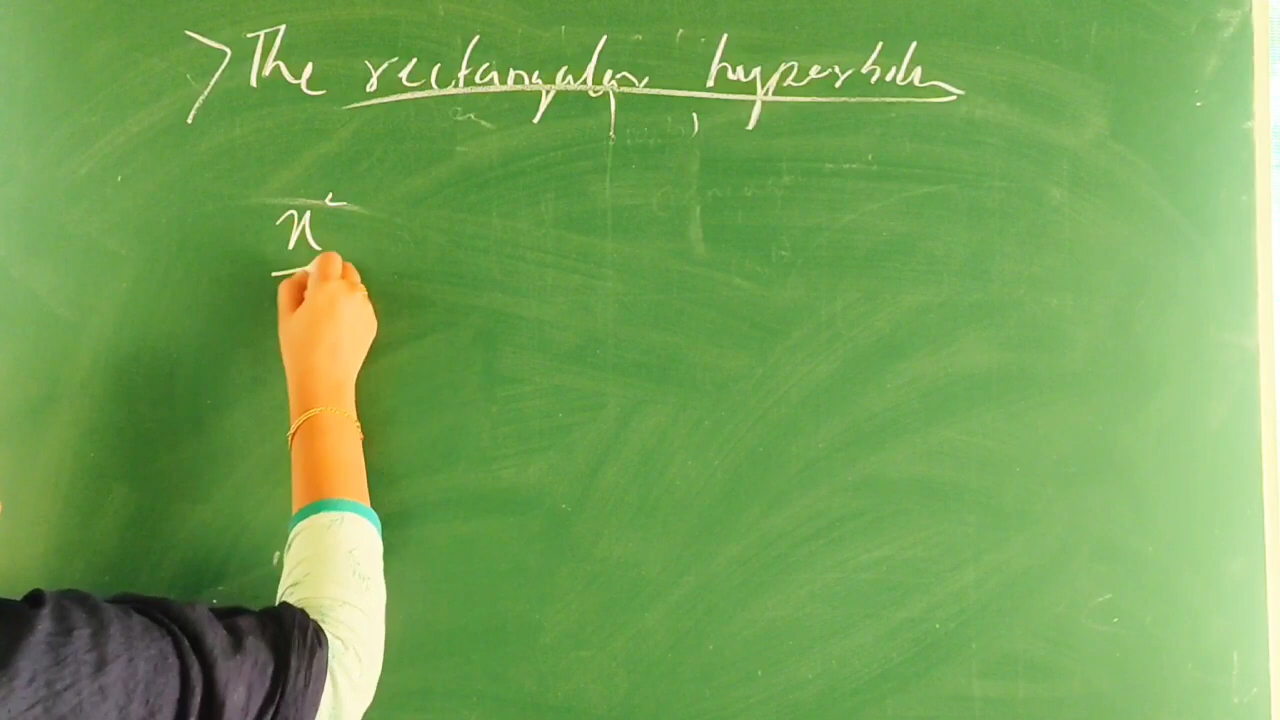 > The rectangular hyperbola
x²